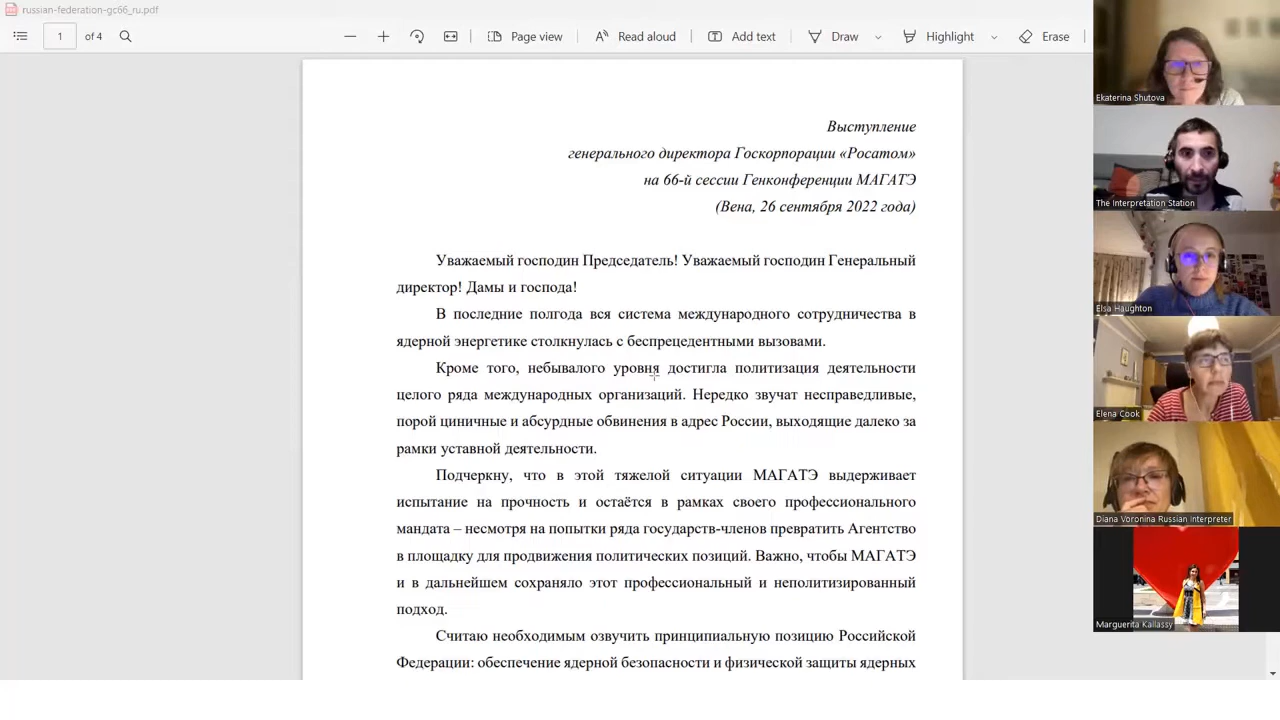 russian-federation-gc66_ru.pdf
1 of 4 Page view Read aloud Add text Draw Highlight Erase
Выступление
генерального директора Госкорпорации «Росатом»
на 66-й сессии Генконференции МАГАТЭ
(Вена, 26 сентября 2022 года)
Уважаемый господин Председатель! Уважаемый господин Генеральный
директор! Дамы и господа!
В последние полгода вся система международного сотрудничества в
ядерной энергетике столкнулась с беспрецедентными вызовами.
Кроме того, небывалого уровня достигла политизация деятельности
целого ряда международных организаций. Нередко звучат несправедливые,
порой циничные и абсурдные обвинения в адрес России, выходящие далеко за
рамки уставной деятельности.
Подчеркну, что в этой тяжелой ситуации МАГАТЭ выдерживает
испытание на прочность и остаётся в рамках своего профессионального
мандата – несмотря на попытки ряда государств-членов превратить Агентство
в площадку для продвижения политических позиций. Важно, чтобы МАГАТЭ
и в дальнейшем сохраняло этот профессиональный и неполитизированный
подход.
Считаю необходимым озвучить принципиальную позицию Российской
Федерации: обеспечение ядерной безопасности и физической защиты ядерных
Ekaterina Shutova
The Interpretation Station
Elsa Haughton
Elena Cook
Diana Voronina Russian Interpreter
Marguerita Kallassy